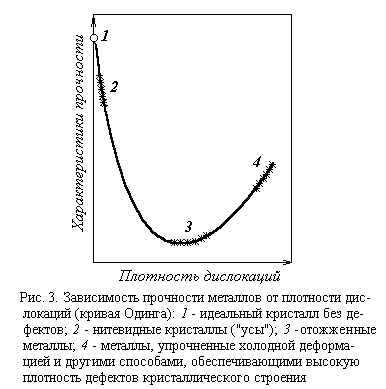 Характеристики прочности
1
2
3
4
Плотность дислокаций
Рис. 3. Зависимость прочности металлов от плотности дис-
локаций (кривая Одинга): 1 - идеальный кристалл без де-
фектов; 2 - нитевидные кристаллы ("усы"); 3 - отожженные
металлы; 4 - металлы, упрочненные холодной деформа-
цией и другими способами, обеспечивающими высокую
плотность дефектов кристаллического строения